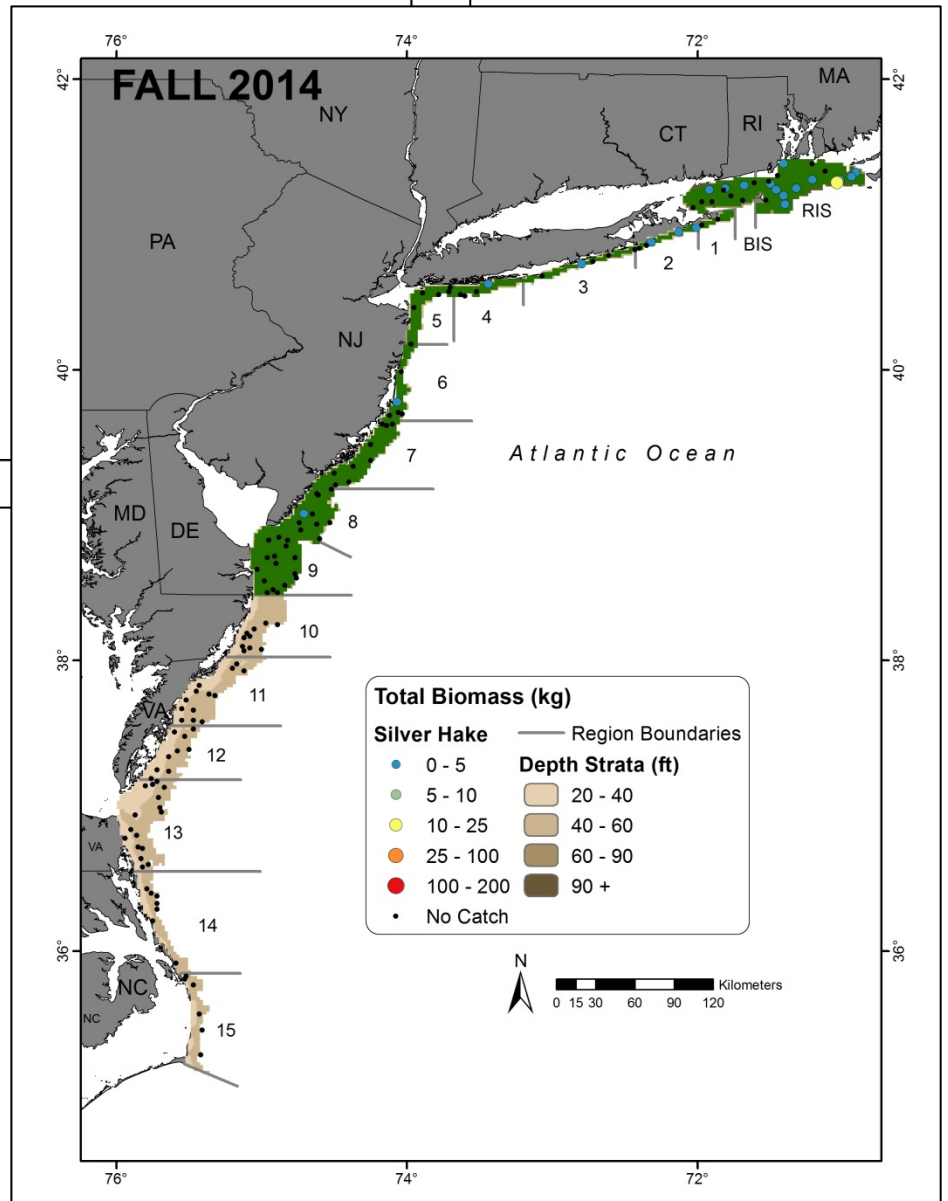 76°
74°
72°
FALL 2014
42°
42°
MA
NY
CT
RI
RIS
BIS
1
2
3
PA
5
4
NJ
40°
40°
6
7
Atlantic Ocean
MD
DE
8
9
10
38°
38°
11
VA
12
13
VA
14
36°
36°
NC
NC
15
Total Biomass (kg)
Silver Hake
Region Boundaries
0 - 5
Depth Strata (ft)
5 - 10
20 - 40
10 - 25
40 - 60
25 - 100
60 - 90
100 - 200
90 +
No Catch
N
Kilometers
0 15 30 60 90 120
76°
74°
72°